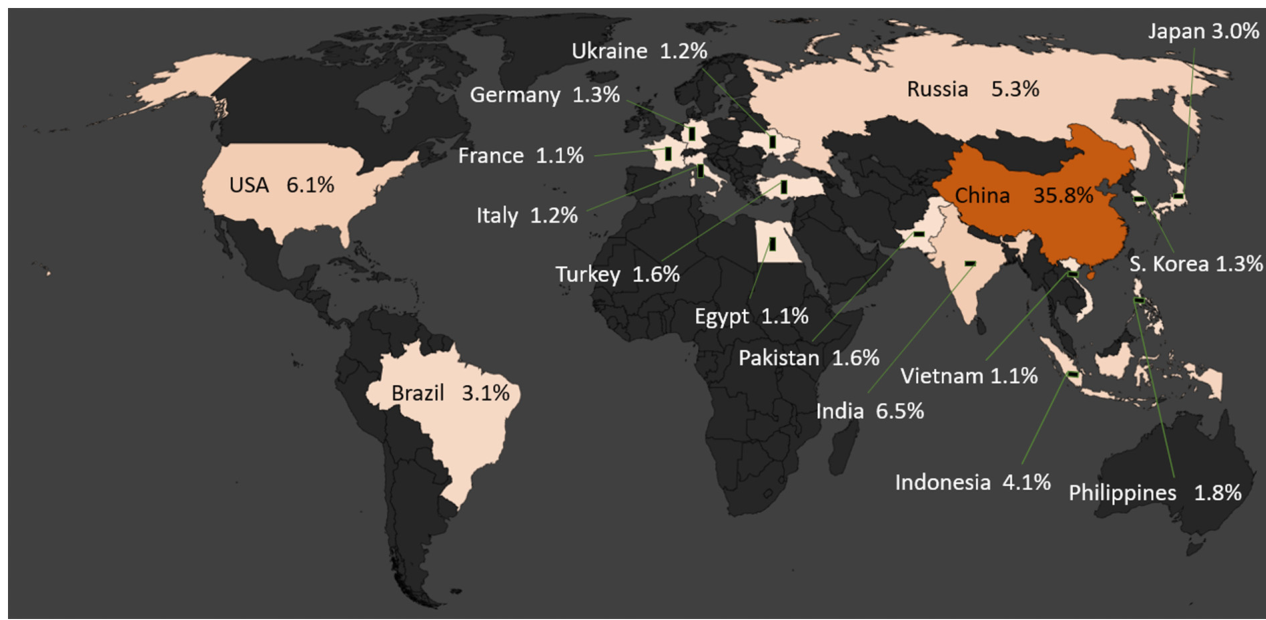 Japan 3.0%
Ukraine 1.2%
Russia 5.3%
Germany 1.3%
France 1.1%
USA 6.1%
China 35.8%
Italy 1.2%
S. Korea 1.3%
Turkey 1.6%
Egypt 1.1%
Pakistan 1.6%
Vietnam 1.1%
Brazil 3.1%
India 6.5%
Indonesia 4.1%
Philippines 1.8%